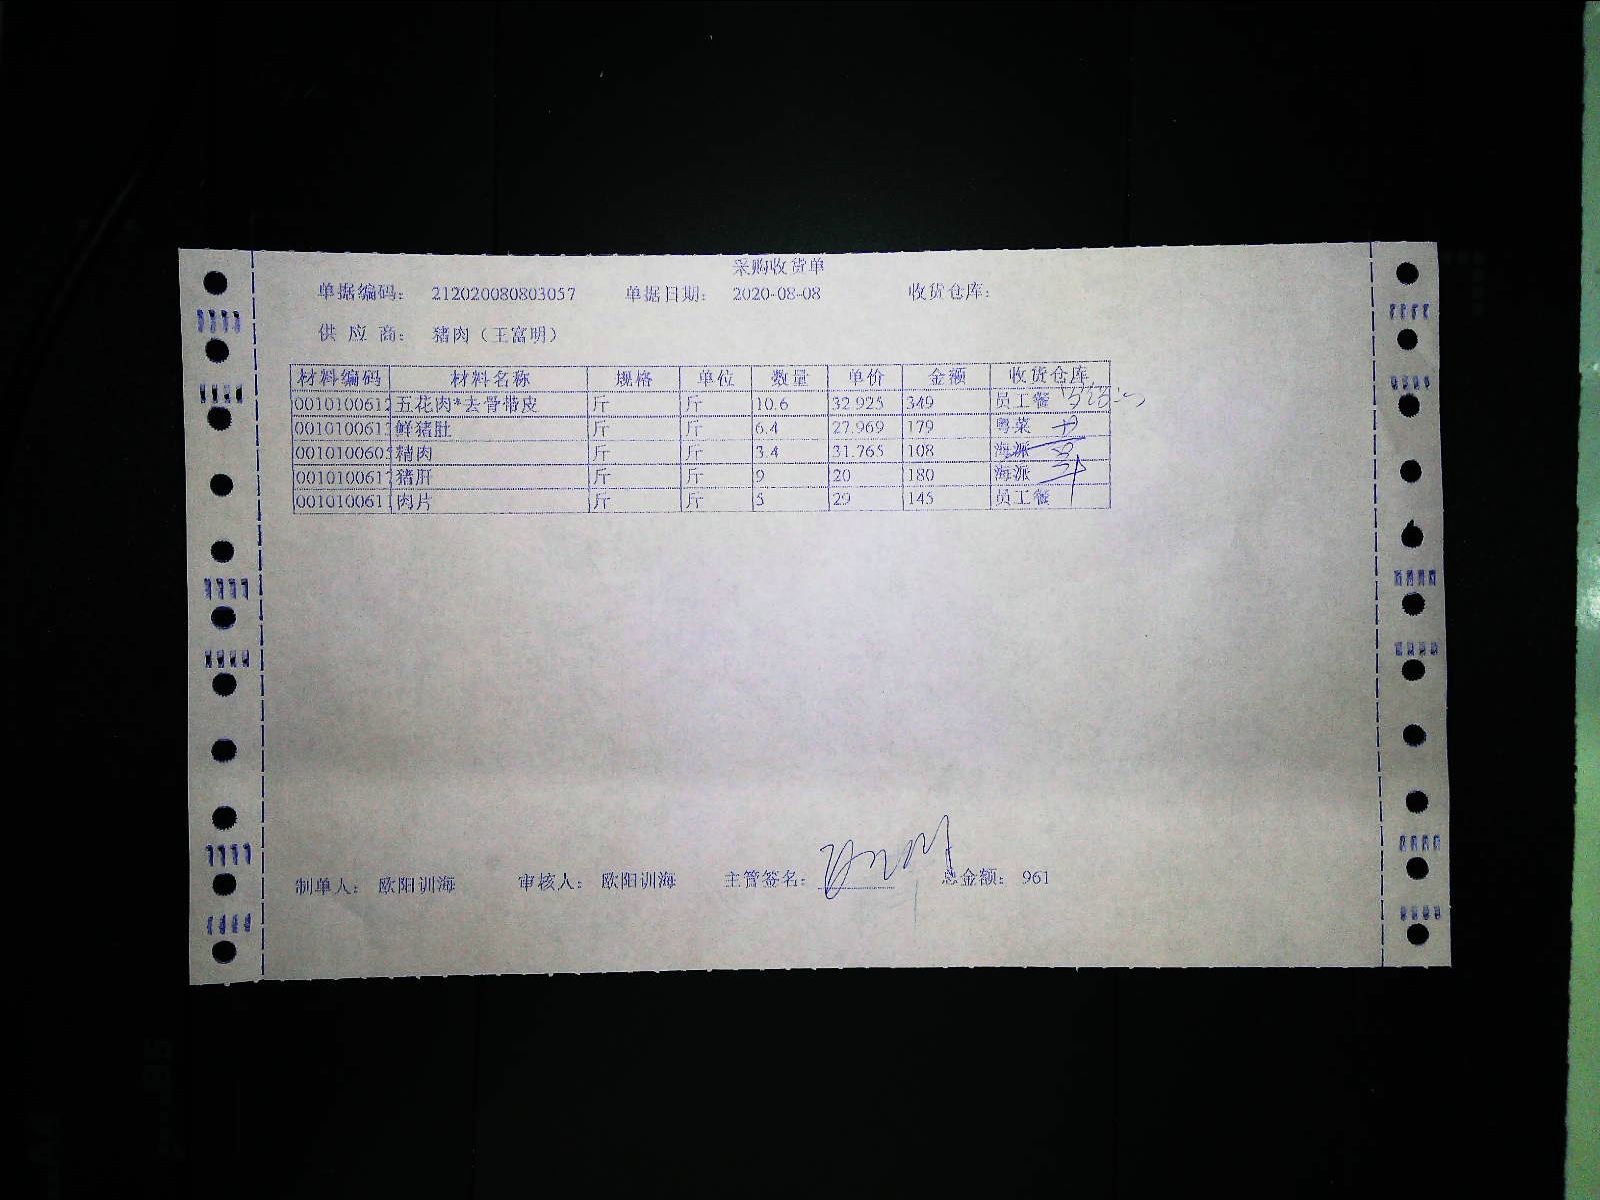 采购收货单
单据编码： 212020080803057 单据日期： 2020-08-08 收货仓库：
供 应 商： 猪肉（王富明）
材料编码 材料名称 规格 单位 数量 单价 金额 收货仓库
0010100612 五花肉*去骨带皮 斤 斤 10.6 32.925 349 员工餐
0010100613 鲜猪肚 斤 斤 6.4 27.969 179 粤菜
0010100605 精肉 斤 斤 3.4 31.765 108 海派
0010100617 猪肝 斤 斤 9 20 180 海派
001010061 肉片 斤 斤 5 29 145 员工餐
制单人： 欧阳训海 审核人： 欧阳训海 主管签名： 总金额： 961